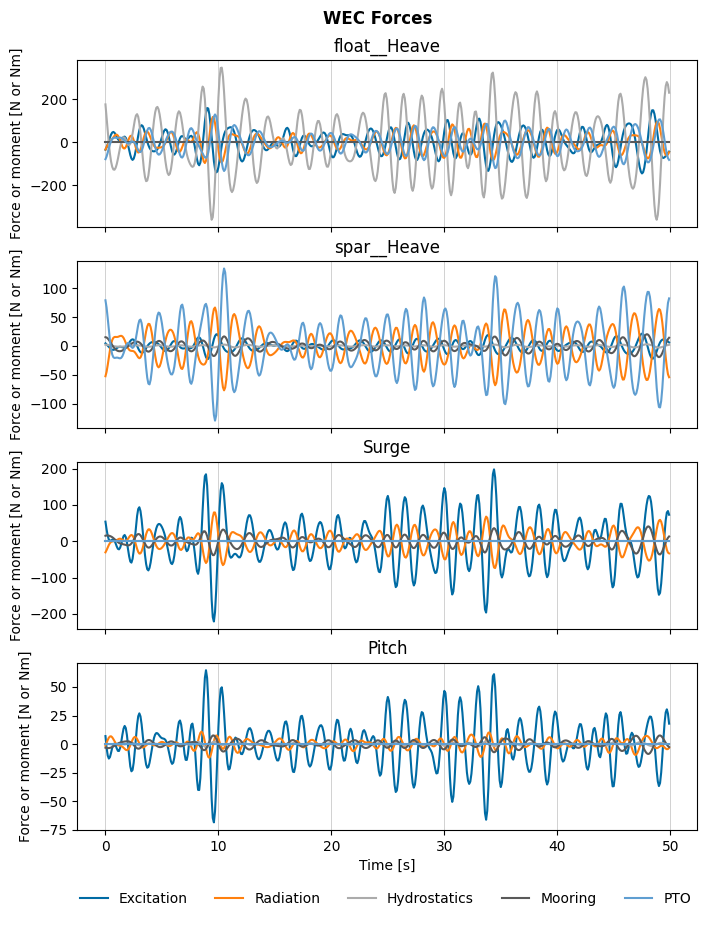 WEC Forces
float__Heave
Force or moment [N or Nm]
200
0
−200
spar__Heave
Force or moment [N or Nm]
100
50
0
−50
−100
Surge
Force or moment [N or Nm]
200
100
0
−100
−200
Pitch
Force or moment [N or Nm]
50
25
0
−25
−50
−75
0 10 20 30 40 50
Time [s]
Excitation Radiation Hydrostatics Mooring PTO